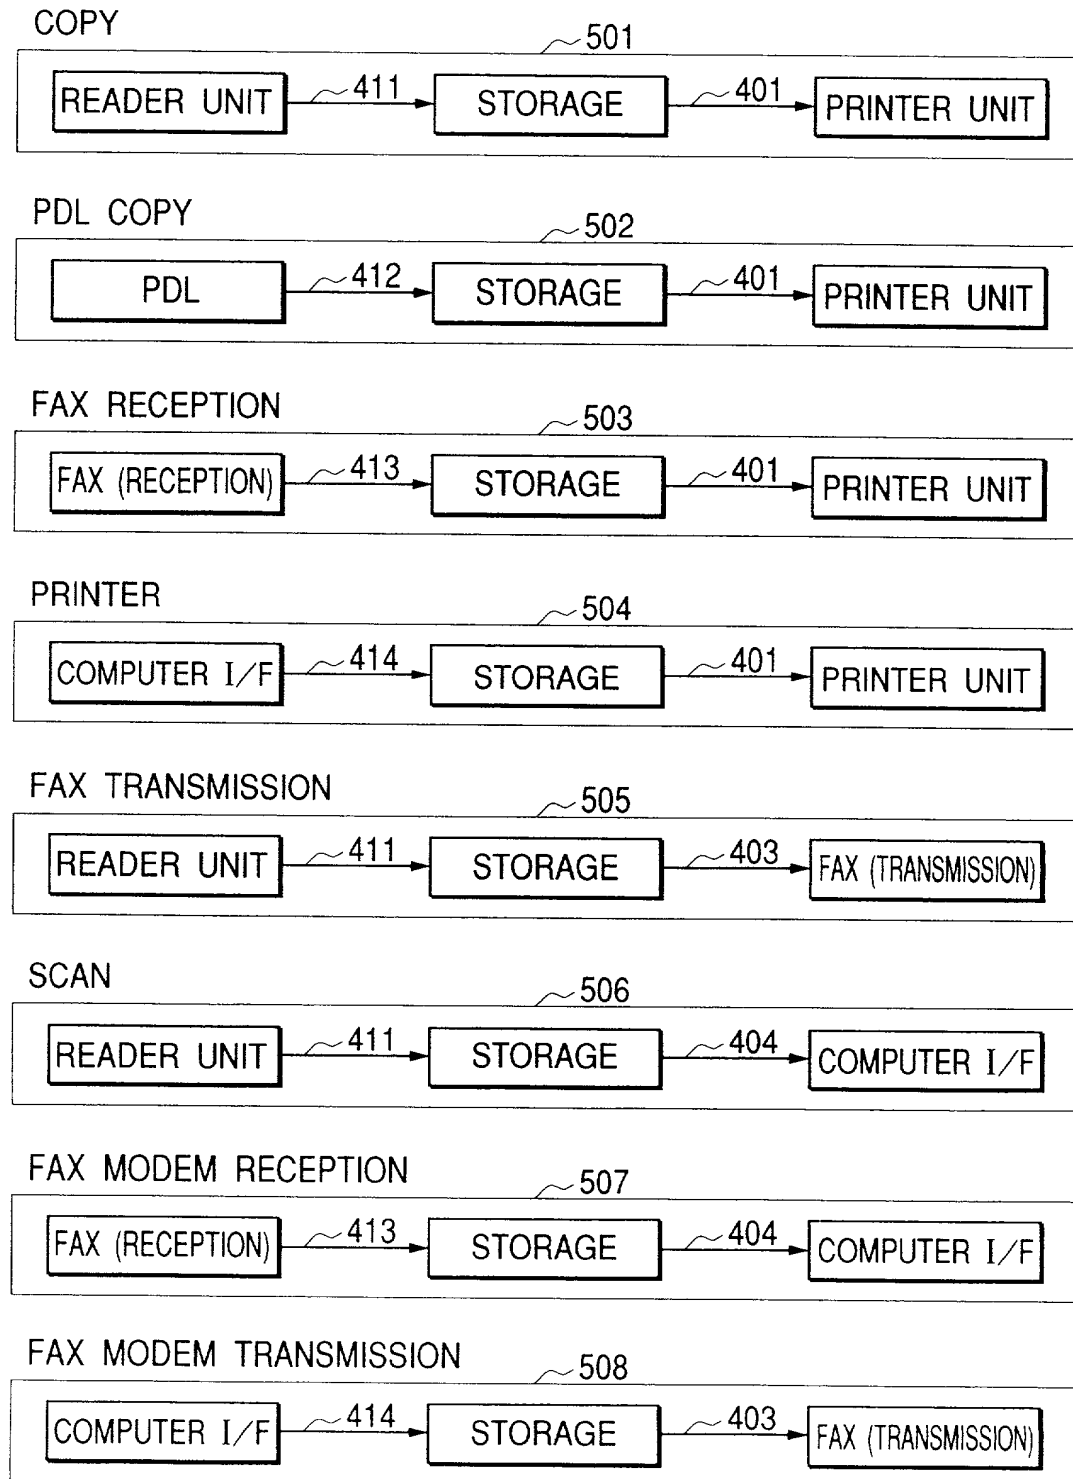 COPY
501
READER UNIT 411 STORAGE 401 PRINTER UNIT
PDL COPY
502
PDL 412 STORAGE 401 PRINTER UNIT
FAX RECEPTION
503
FAX (RECEPTION) 413 STORAGE 401 PRINTER UNIT
PRINTER
504
COMPUTER I/F 414 STORAGE 401 PRINTER UNIT
FAX TRANSMISSION
505
READER UNIT 411 STORAGE 403 FAX (TRANSMISSION)
SCAN
506
READER UNIT 411 STORAGE 404 COMPUTER I/F
FAX MODEM RECEPTION
507
FAX (RECEPTION) 413 STORAGE 404 COMPUTER I/F
FAX MODEM TRANSMISSION
508
COMPUTER I/F 414 STORAGE 403 FAX (TRANSMISSION)